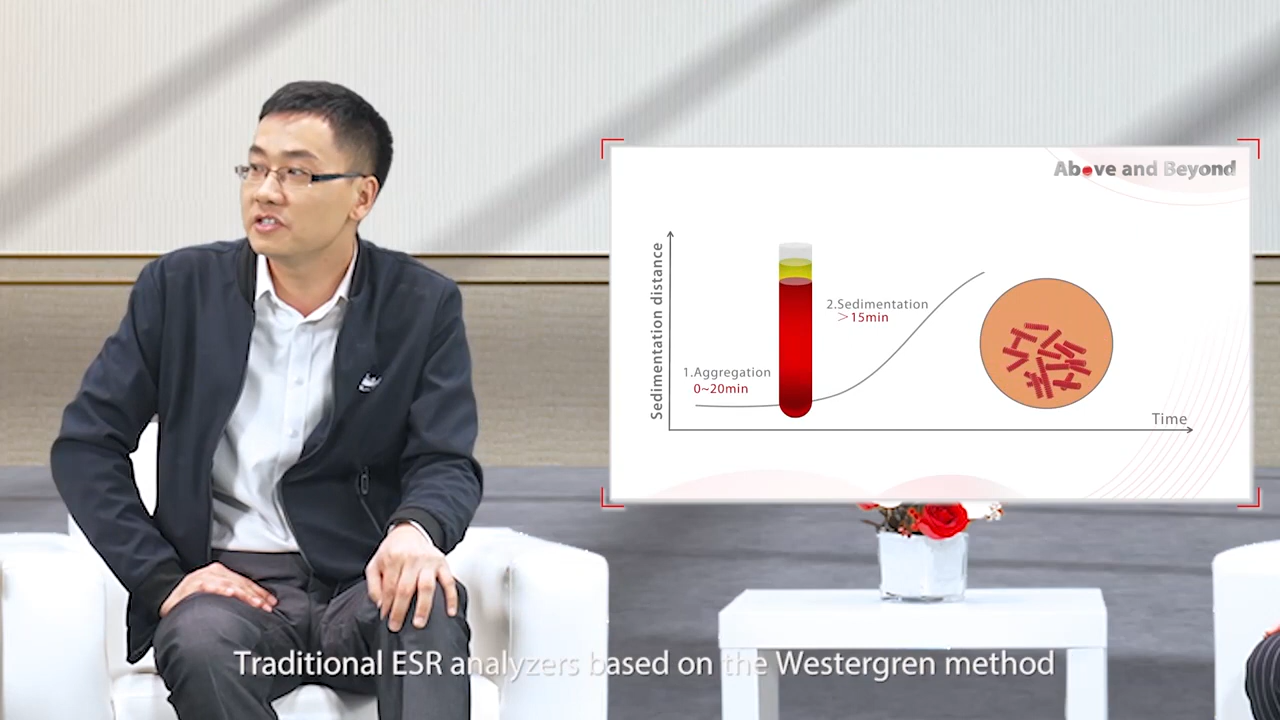 Above and Beyond
Sedimentation distance
2.Sedimentation
>15min
1.Aggregation
0~20min
Time
Traditional ESR analyzers based on the Westergren method